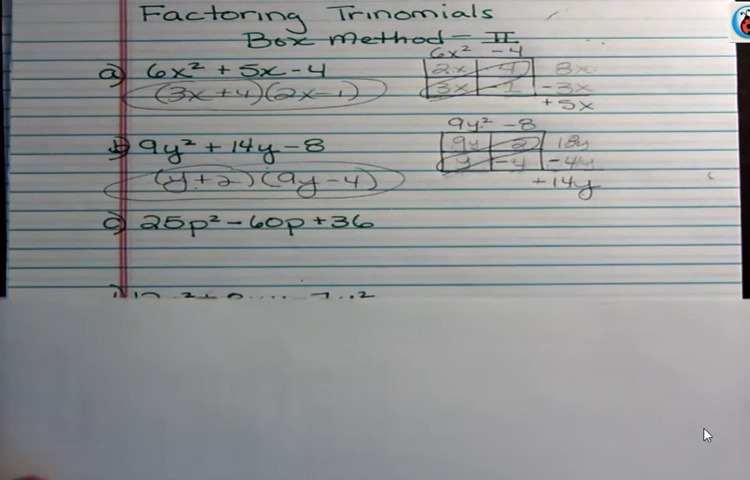 Factoring Trinomials
Box Method - II
a) 6x² + 5x - 4
(3x + 4)(2x - 1)
6x² - 4
2x 4 8x
3x -1 -3x
+5x
b) 9y² + 14y - 8
(y + 2)(9y - 4)
9y² - 8
9y 2 18y
y -4 -4y
+14y
c) 25p² - 60p + 36